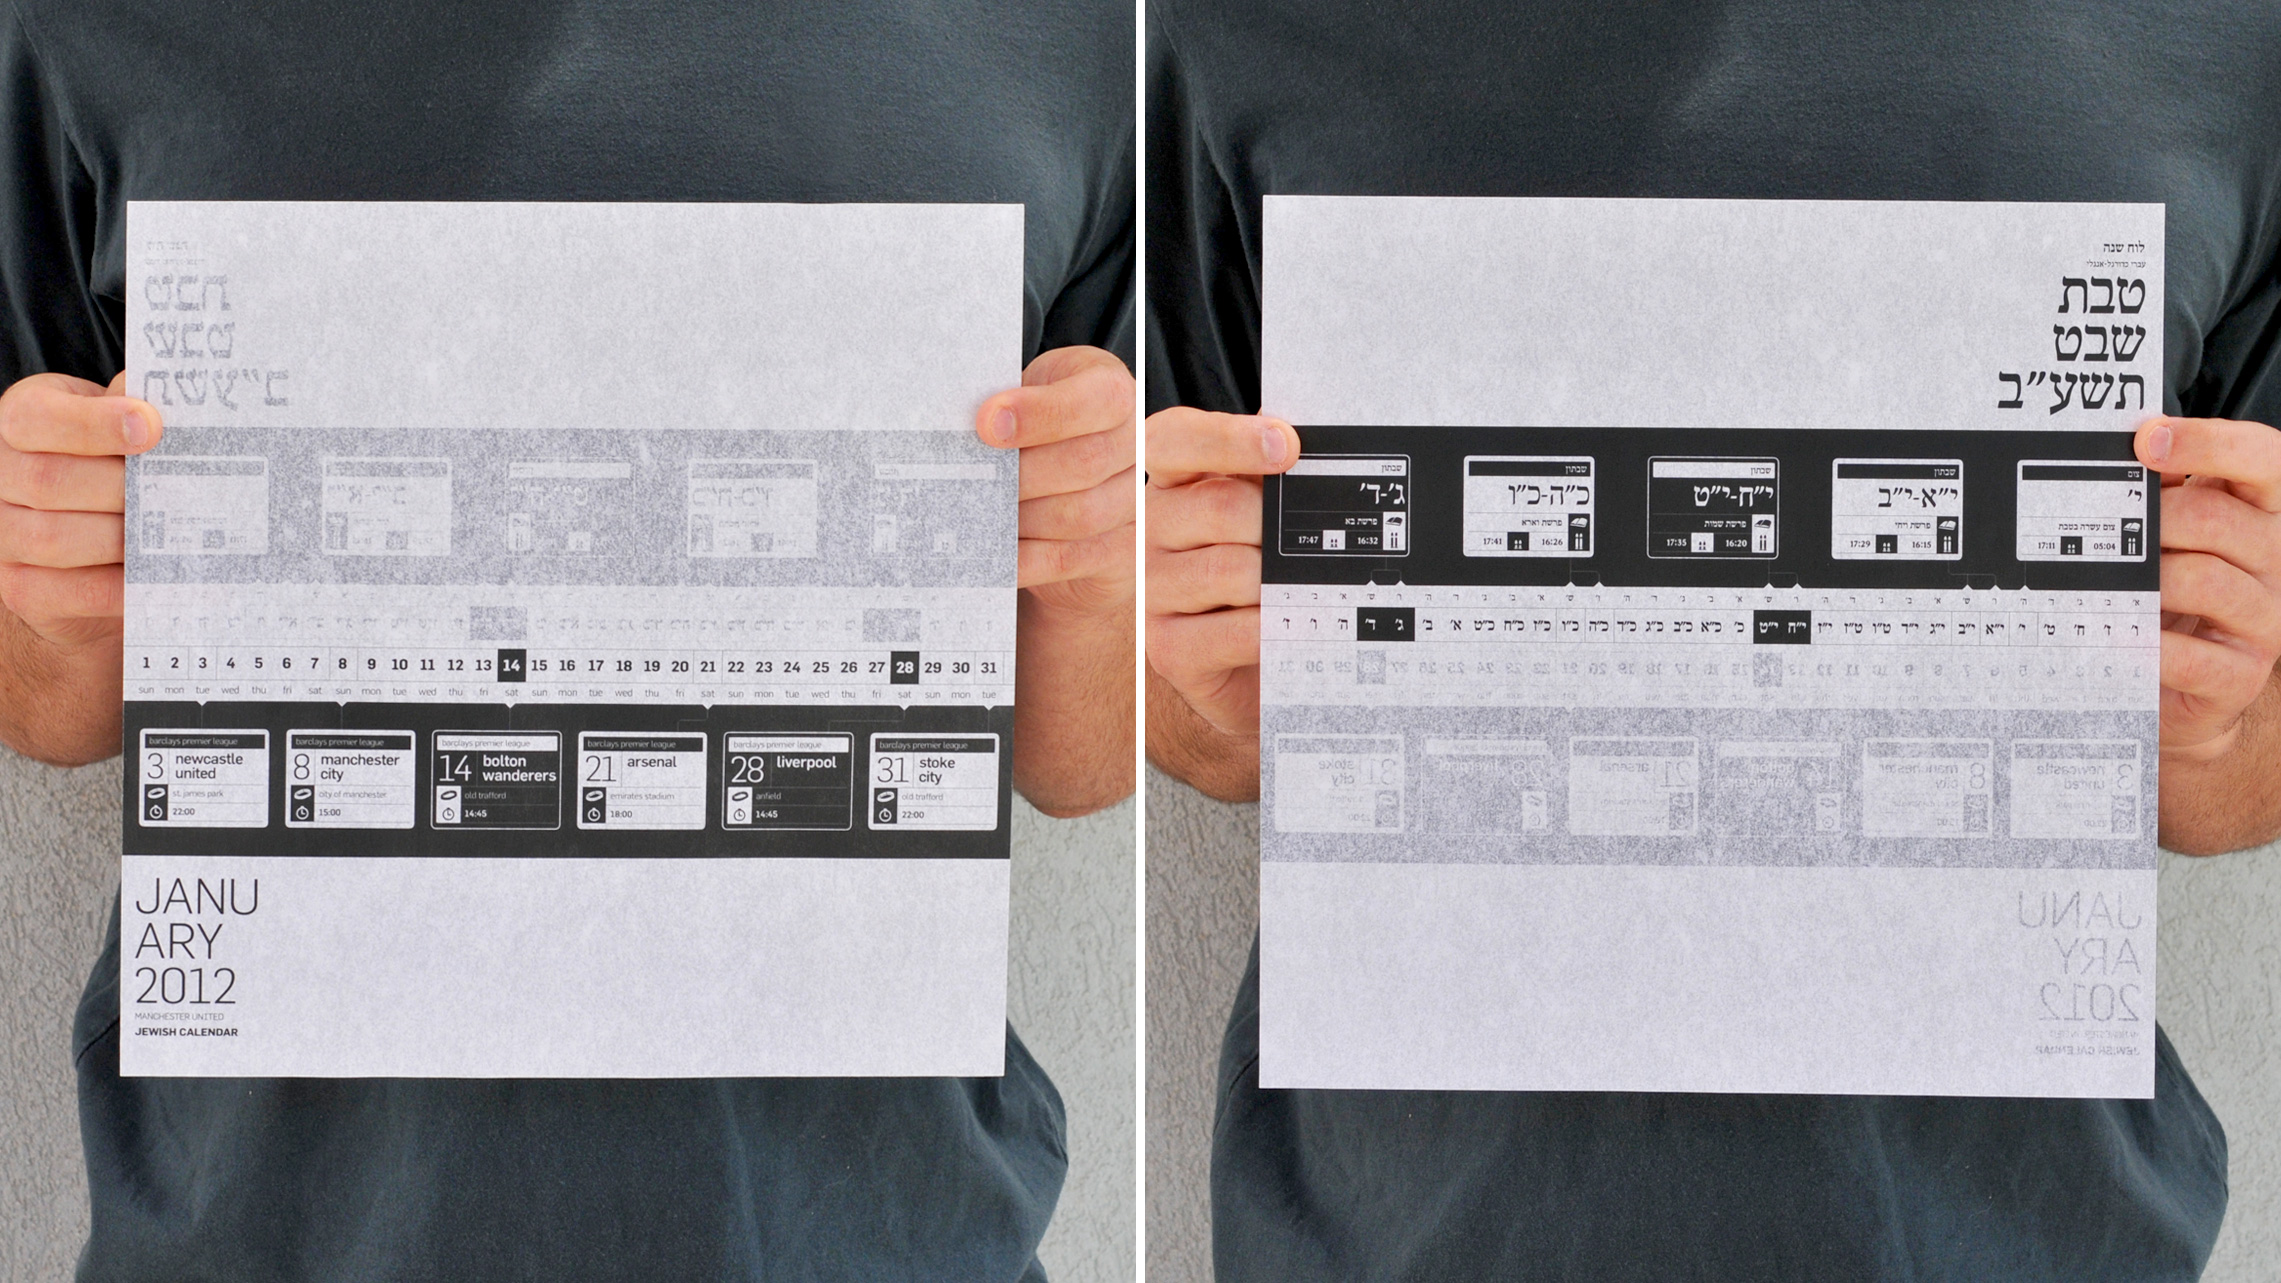 1 2 3 4 5 6 7 8 9 10 11 12 13 14 15 16 17 18 19 20 21 22 23 24 25 26 27 28 29 30 31
sun mon tue wed thu fri sat sun mon tue wed thu fri sat sun mon tue wed thu fri sat sun mon tue wed thu fri sat sun mon tue
barclays premier league
3 newcastle
united
st. james park
22:00
barclays premier league
8 manchester
city
city of manchester
15:00
barclays premier league
14 bolton
wanderers
old trafford
14:45
barclays premier league
21 arsenal
emirates stadium
18:00
barclays premier league
28 liverpool
anfield
14:45
barclays premier league
31 stoke
city
old trafford
22:00
JANU
ARY
2012
MANCHESTER UNITED
JEWISH CALENDAR
לוח שנה
עברי כדורגל-אנגלי
טבת
שבט
תשע״ב
צום
י׳
צום עשרה בטבת
05:04 17:11
שבתון
י״א-י״ב
פרשת ויחי
16:15 17:29
שבתון
י״ח-י״ט
פרשת שמות
16:20 17:35
שבתון
כ״ה-כ״ו
פרשת וארא
16:26 17:41
שבתון
ג׳-ד׳
פרשת בא
16:32 17:47
א׳ ב׳ ג׳ ד׳ ה׳ ו׳ ש׳ א׳ ב׳ ג׳ ד׳ ה׳ ו׳ ש׳ א׳ ב׳ ג׳ ד׳ ה׳ ו׳ ש׳ א׳ ב׳ ג׳ ד׳ ה׳ ו׳ ש׳ א׳ ב׳ ג׳
ו׳ ז׳ ח׳ ט׳ י׳ י״א י״ב י״ג י״ד ט״ו ט״ז י״ז י״ח י״ט כ׳ כ״א כ״ב כ״ג כ״ד כ״ה כ״ו כ״ז כ״ח כ״ט א׳ ב׳ ג׳ ד׳ ה׳ ו׳ ז׳